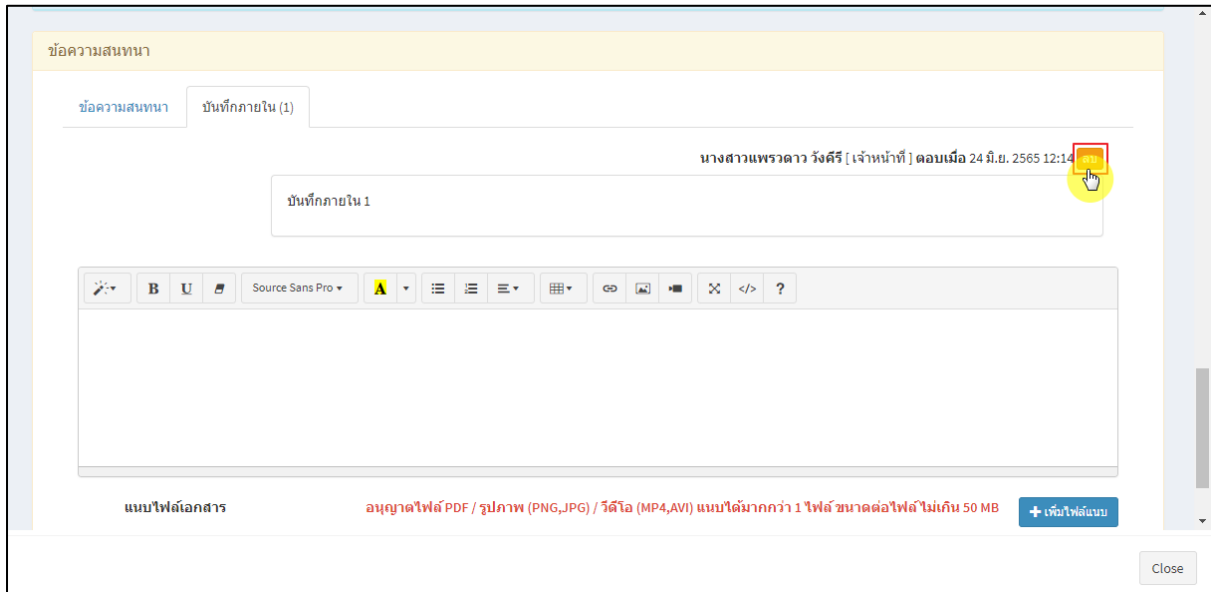 ข้อความสนทนา
ข้อความสนทนา บันทึกภายใน (1)
นางสาวแพรวดาว วังคีรี [ เจ้าหน้าที่ ] ตอบเมื่อ 24 มิ.ย. 2565 12:14 ลบ
บันทึกภายใน 1
B U Source Sans Pro A </> ?
แนบไฟล์เอกสาร อนุญาตไฟล์ PDF / รูปภาพ (PNG,JPG) / วีดีโอ (MP4,AVI) แนบได้มากกว่า 1 ไฟล์ ขนาดต่อไฟล์ ไม่เกิน 50 MB + เพิ่มไฟล์แนบ
Close